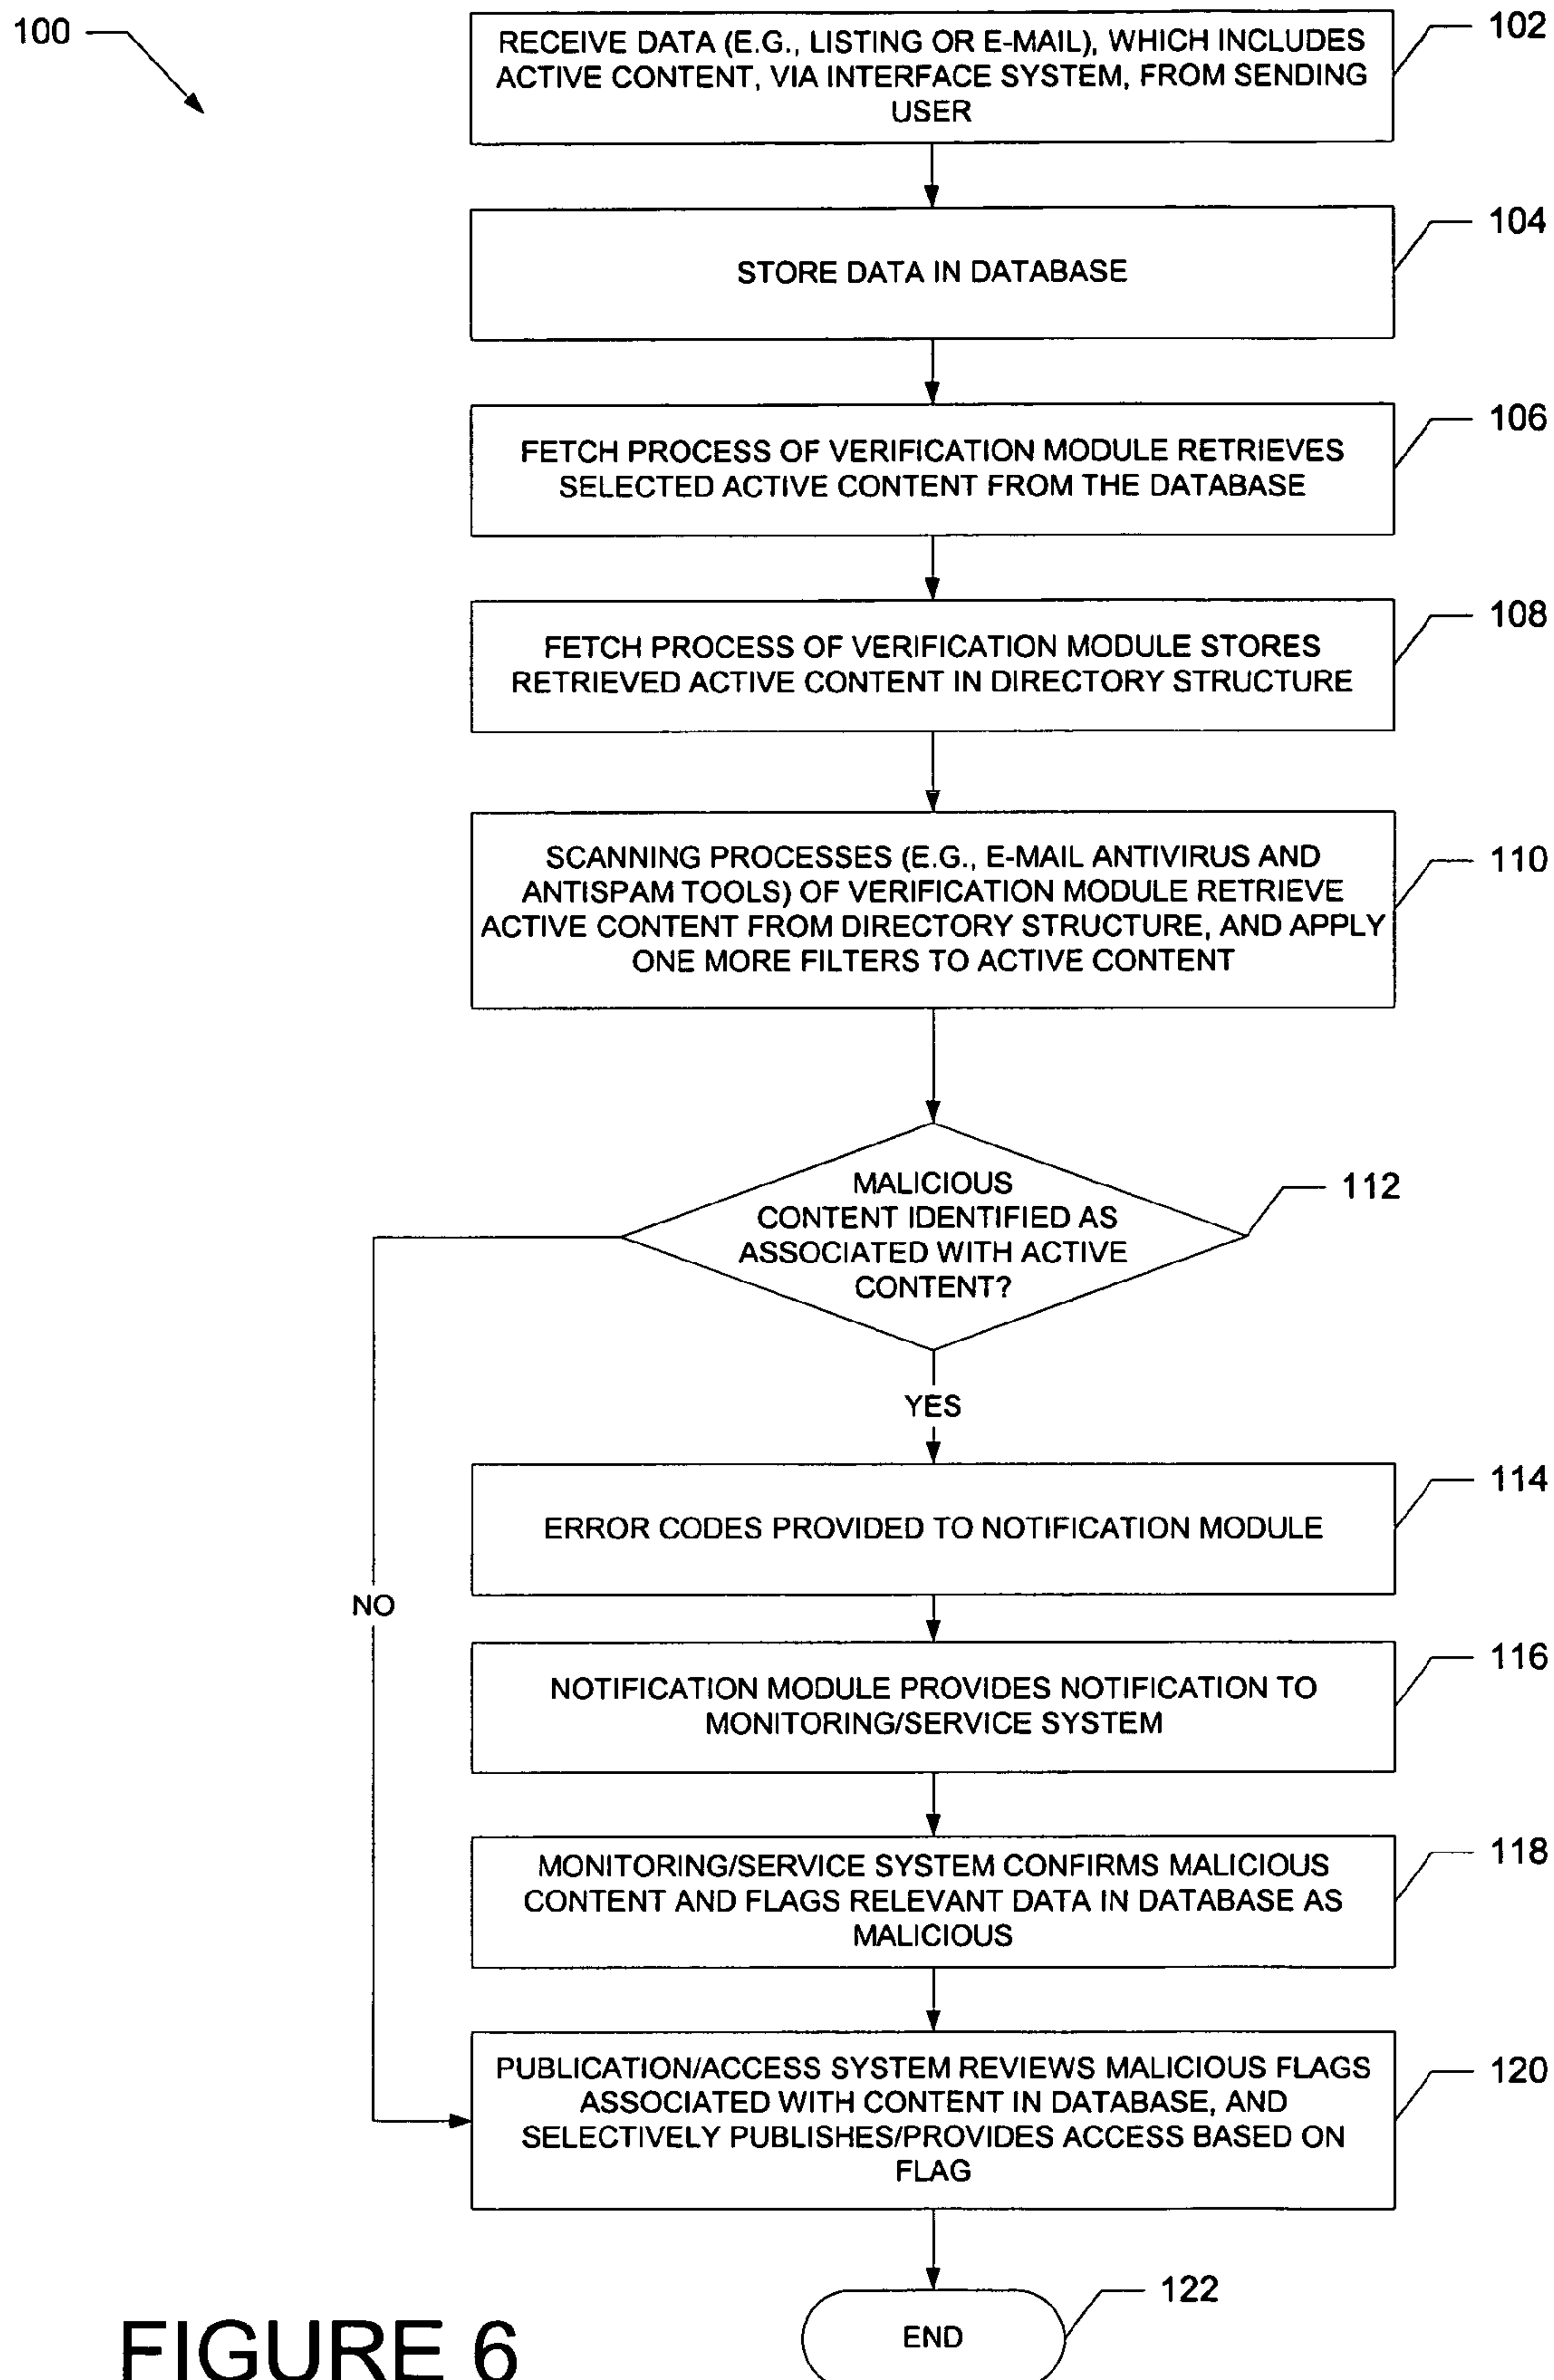 100
RECEIVE DATA (E.G., LISTING OR E-MAIL), WHICH INCLUDES
ACTIVE CONTENT, VIA INTERFACE SYSTEM, FROM SENDING
USER
102
STORE DATA IN DATABASE
104
FETCH PROCESS OF VERIFICATION MODULE RETRIEVES
SELECTED ACTIVE CONTENT FROM THE DATABASE
106
FETCH PROCESS OF VERIFICATION MODULE STORES
RETRIEVED ACTIVE CONTENT IN DIRECTORY STRUCTURE
108
SCANNING PROCESSES (E.G., E-MAIL ANTIVIRUS AND
ANTISPAM TOOLS) OF VERIFICATION MODULE RETRIEVE
ACTIVE CONTENT FROM DIRECTORY STRUCTURE, AND APPLY
ONE MORE FILTERS TO ACTIVE CONTENT
110
MALICIOUS
CONTENT IDENTIFIED AS
ASSOCIATED WITH ACTIVE
CONTENT?
112
YES
ERROR CODES PROVIDED TO NOTIFICATION MODULE
114
NO
NOTIFICATION MODULE PROVIDES NOTIFICATION TO
MONITORING/SERVICE SYSTEM
116
MONITORING/SERVICE SYSTEM CONFIRMS MALICIOUS
CONTENT AND FLAGS RELEVANT DATA IN DATABASE AS
MALICIOUS
118
PUBLICATION/ACCESS SYSTEM REVIEWS MALICIOUS FLAGS
ASSOCIATED WITH CONTENT IN DATABASE, AND
SELECTIVELY PUBLISHES/PROVIDES ACCESS BASED ON
FLAG
120
END
122
FIGURE 6